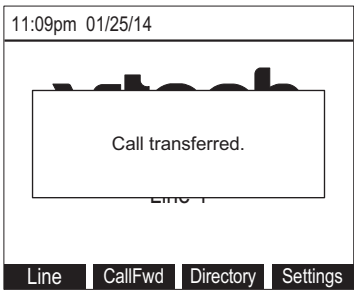 11:09pm 01/25/14
Call transferred.
Line CallFwd Directory Settings